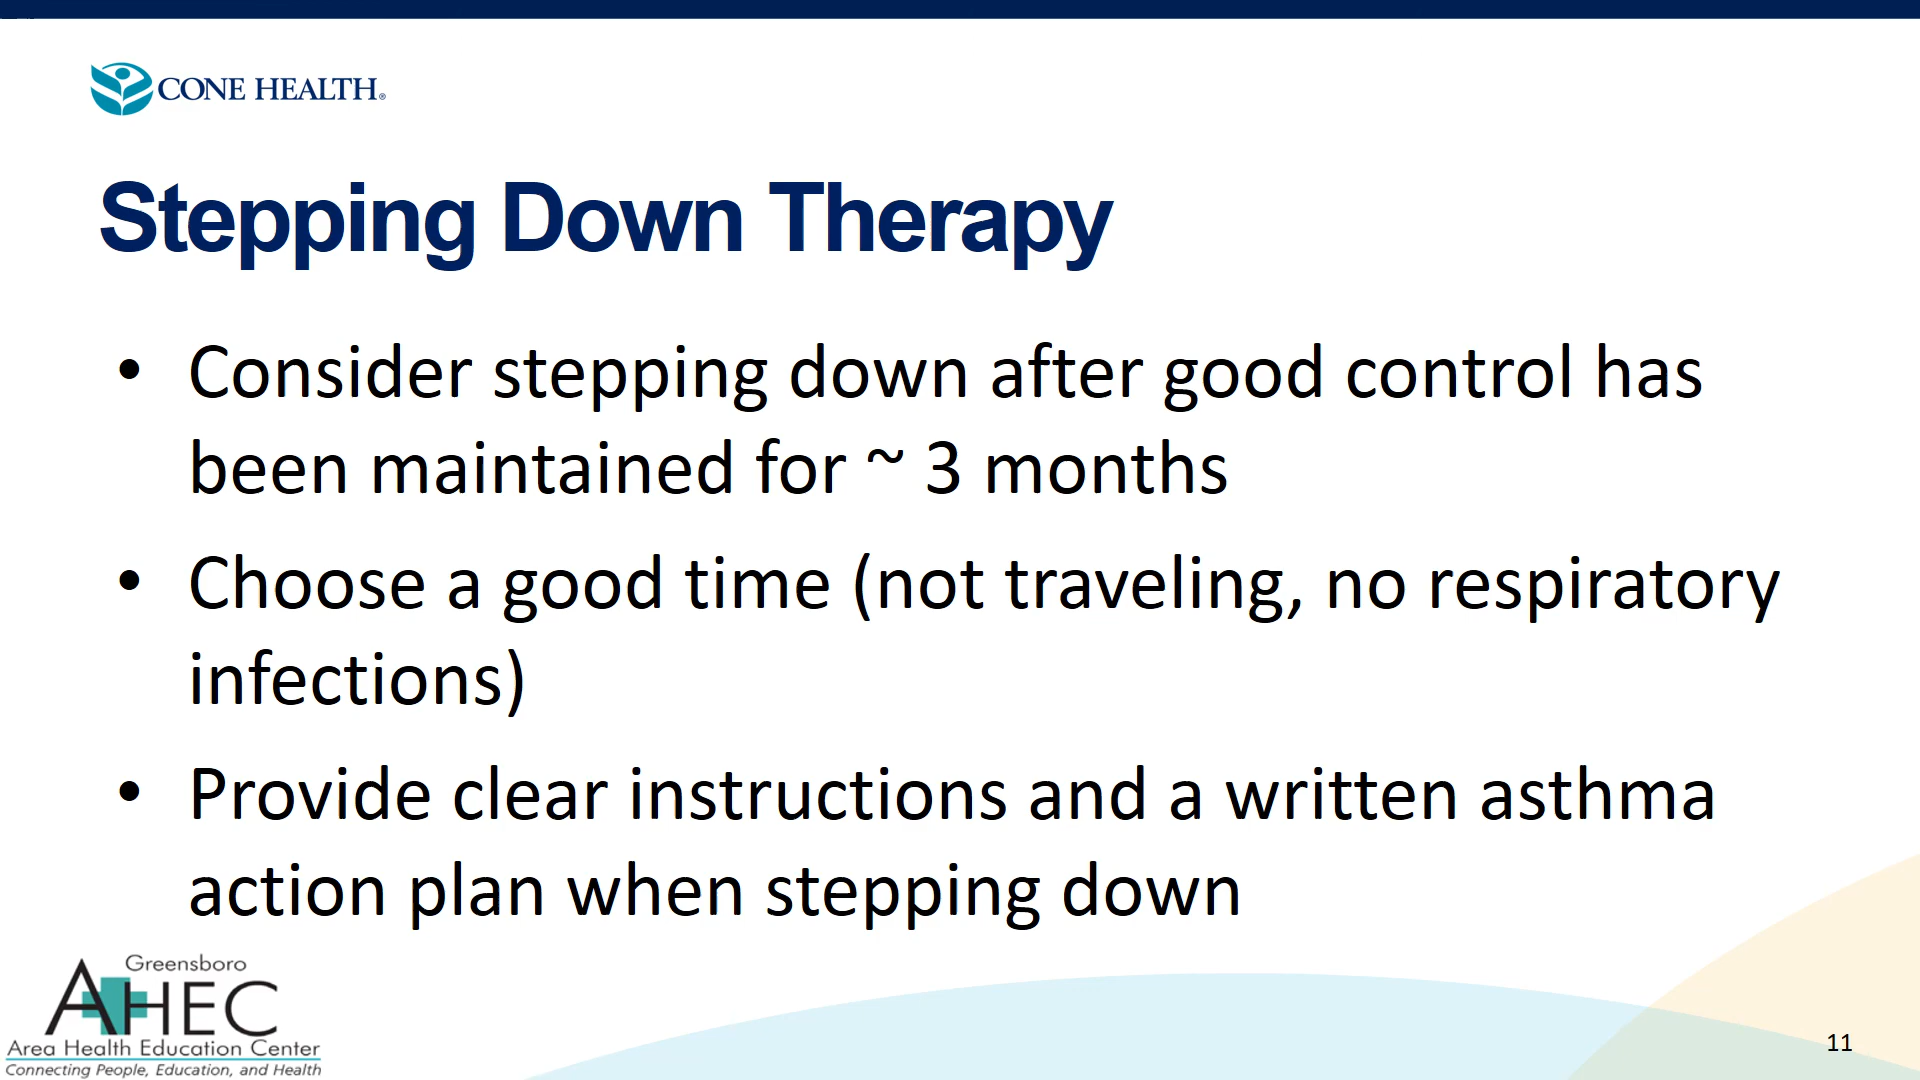 CONE HEALTH®
Stepping Down Therapy
• Consider stepping down after good control has
been maintained for ~ 3 months
• Choose a good time (not traveling, no respiratory
infections)
• Provide clear instructions and a written asthma
action plan when stepping down
Greensboro
AHEC
Area Health Education Center
Connecting People, Education, and Health
11